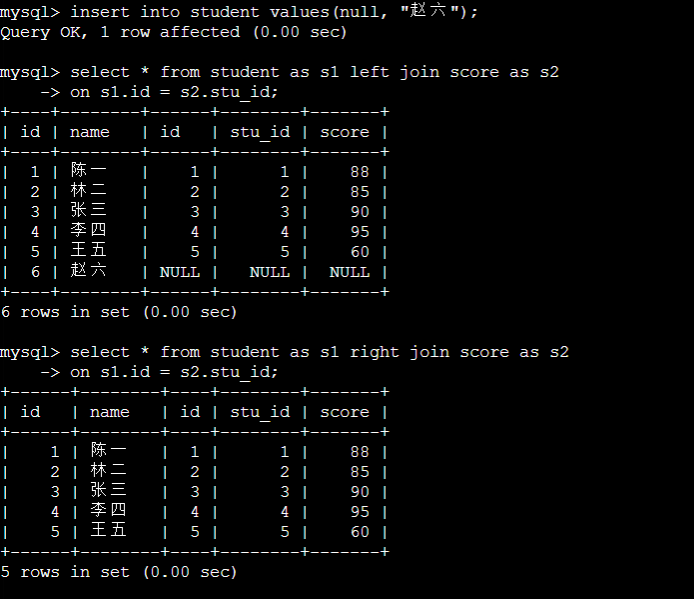 mysql> insert into student values(null, "赵六");
Query OK, 1 row affected (0.00 sec)
mysql> select * from student as s1 left join score as s2
    -> on s1.id = s2.stu_id;
+----+--------+------+--------+-------+
| id | name   | id   | stu_id | score |
+----+--------+------+--------+-------+
|  1 | 陈一   |    1 |      1 |    88 |
|  2 | 林二   |    2 |      2 |    85 |
|  3 | 张三   |    3 |      3 |    90 |
|  4 | 李四   |    4 |      4 |    95 |
|  5 | 王五   |    5 |      5 |    60 |
|  6 | 赵六   | NULL |   NULL |  NULL |
+----+--------+------+--------+-------+
6 rows in set (0.00 sec)
mysql> select * from student as s1 right join score as s2
    -> on s1.id = s2.stu_id;
+------+--------+----+--------+-------+
| id   | name   | id | stu_id | score |
+------+--------+----+--------+-------+
|    1 | 陈一   |  1 |      1 |    88 |
|    2 | 林二   |  2 |      2 |    85 |
|    3 | 张三   |  3 |      3 |    90 |
|    4 | 李四   |  4 |      4 |    95 |
|    5 | 王五   |  5 |      5 |    60 |
+------+--------+----+--------+-------+
5 rows in set (0.00 sec)